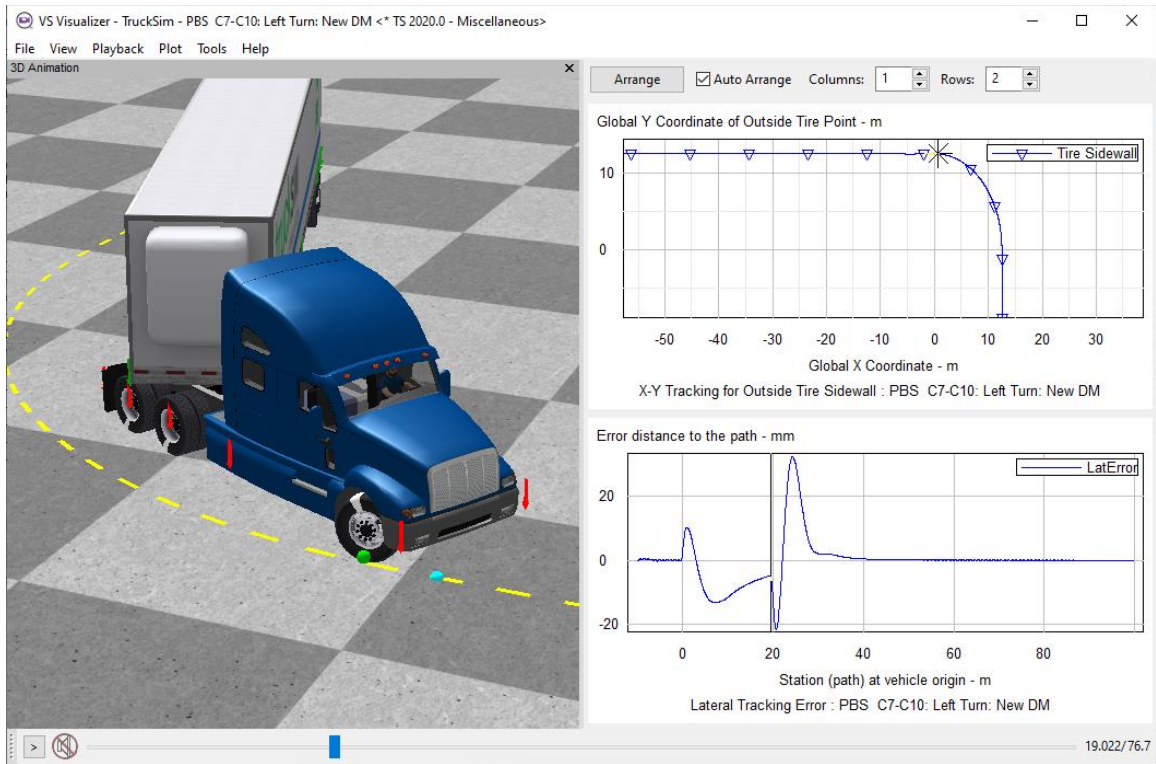 VS Visualizer - TruckSim - PBS C7-C10: Left Turn: New DM <* TS 2020.0 - Miscellaneous>
File View Playback Plot Tools Help
3D Animation
Arrange Auto Arrange Columns: 1 Rows: 2
Global Y Coordinate of Outside Tire Point - m
Tire Sidewall
10
0
-50 -40 -30 -20 -10 0 10 20 30
Global X Coordinate - m
X-Y Tracking for Outside Tire Sidewall : PBS C7-C10: Left Turn: New DM
Error distance to the path - mm
LatError
20
0
-20
0 20 40 60 80
Station (path) at vehicle origin - m
Lateral Tracking Error : PBS C7-C10: Left Turn: New DM
> 19.022/76.7